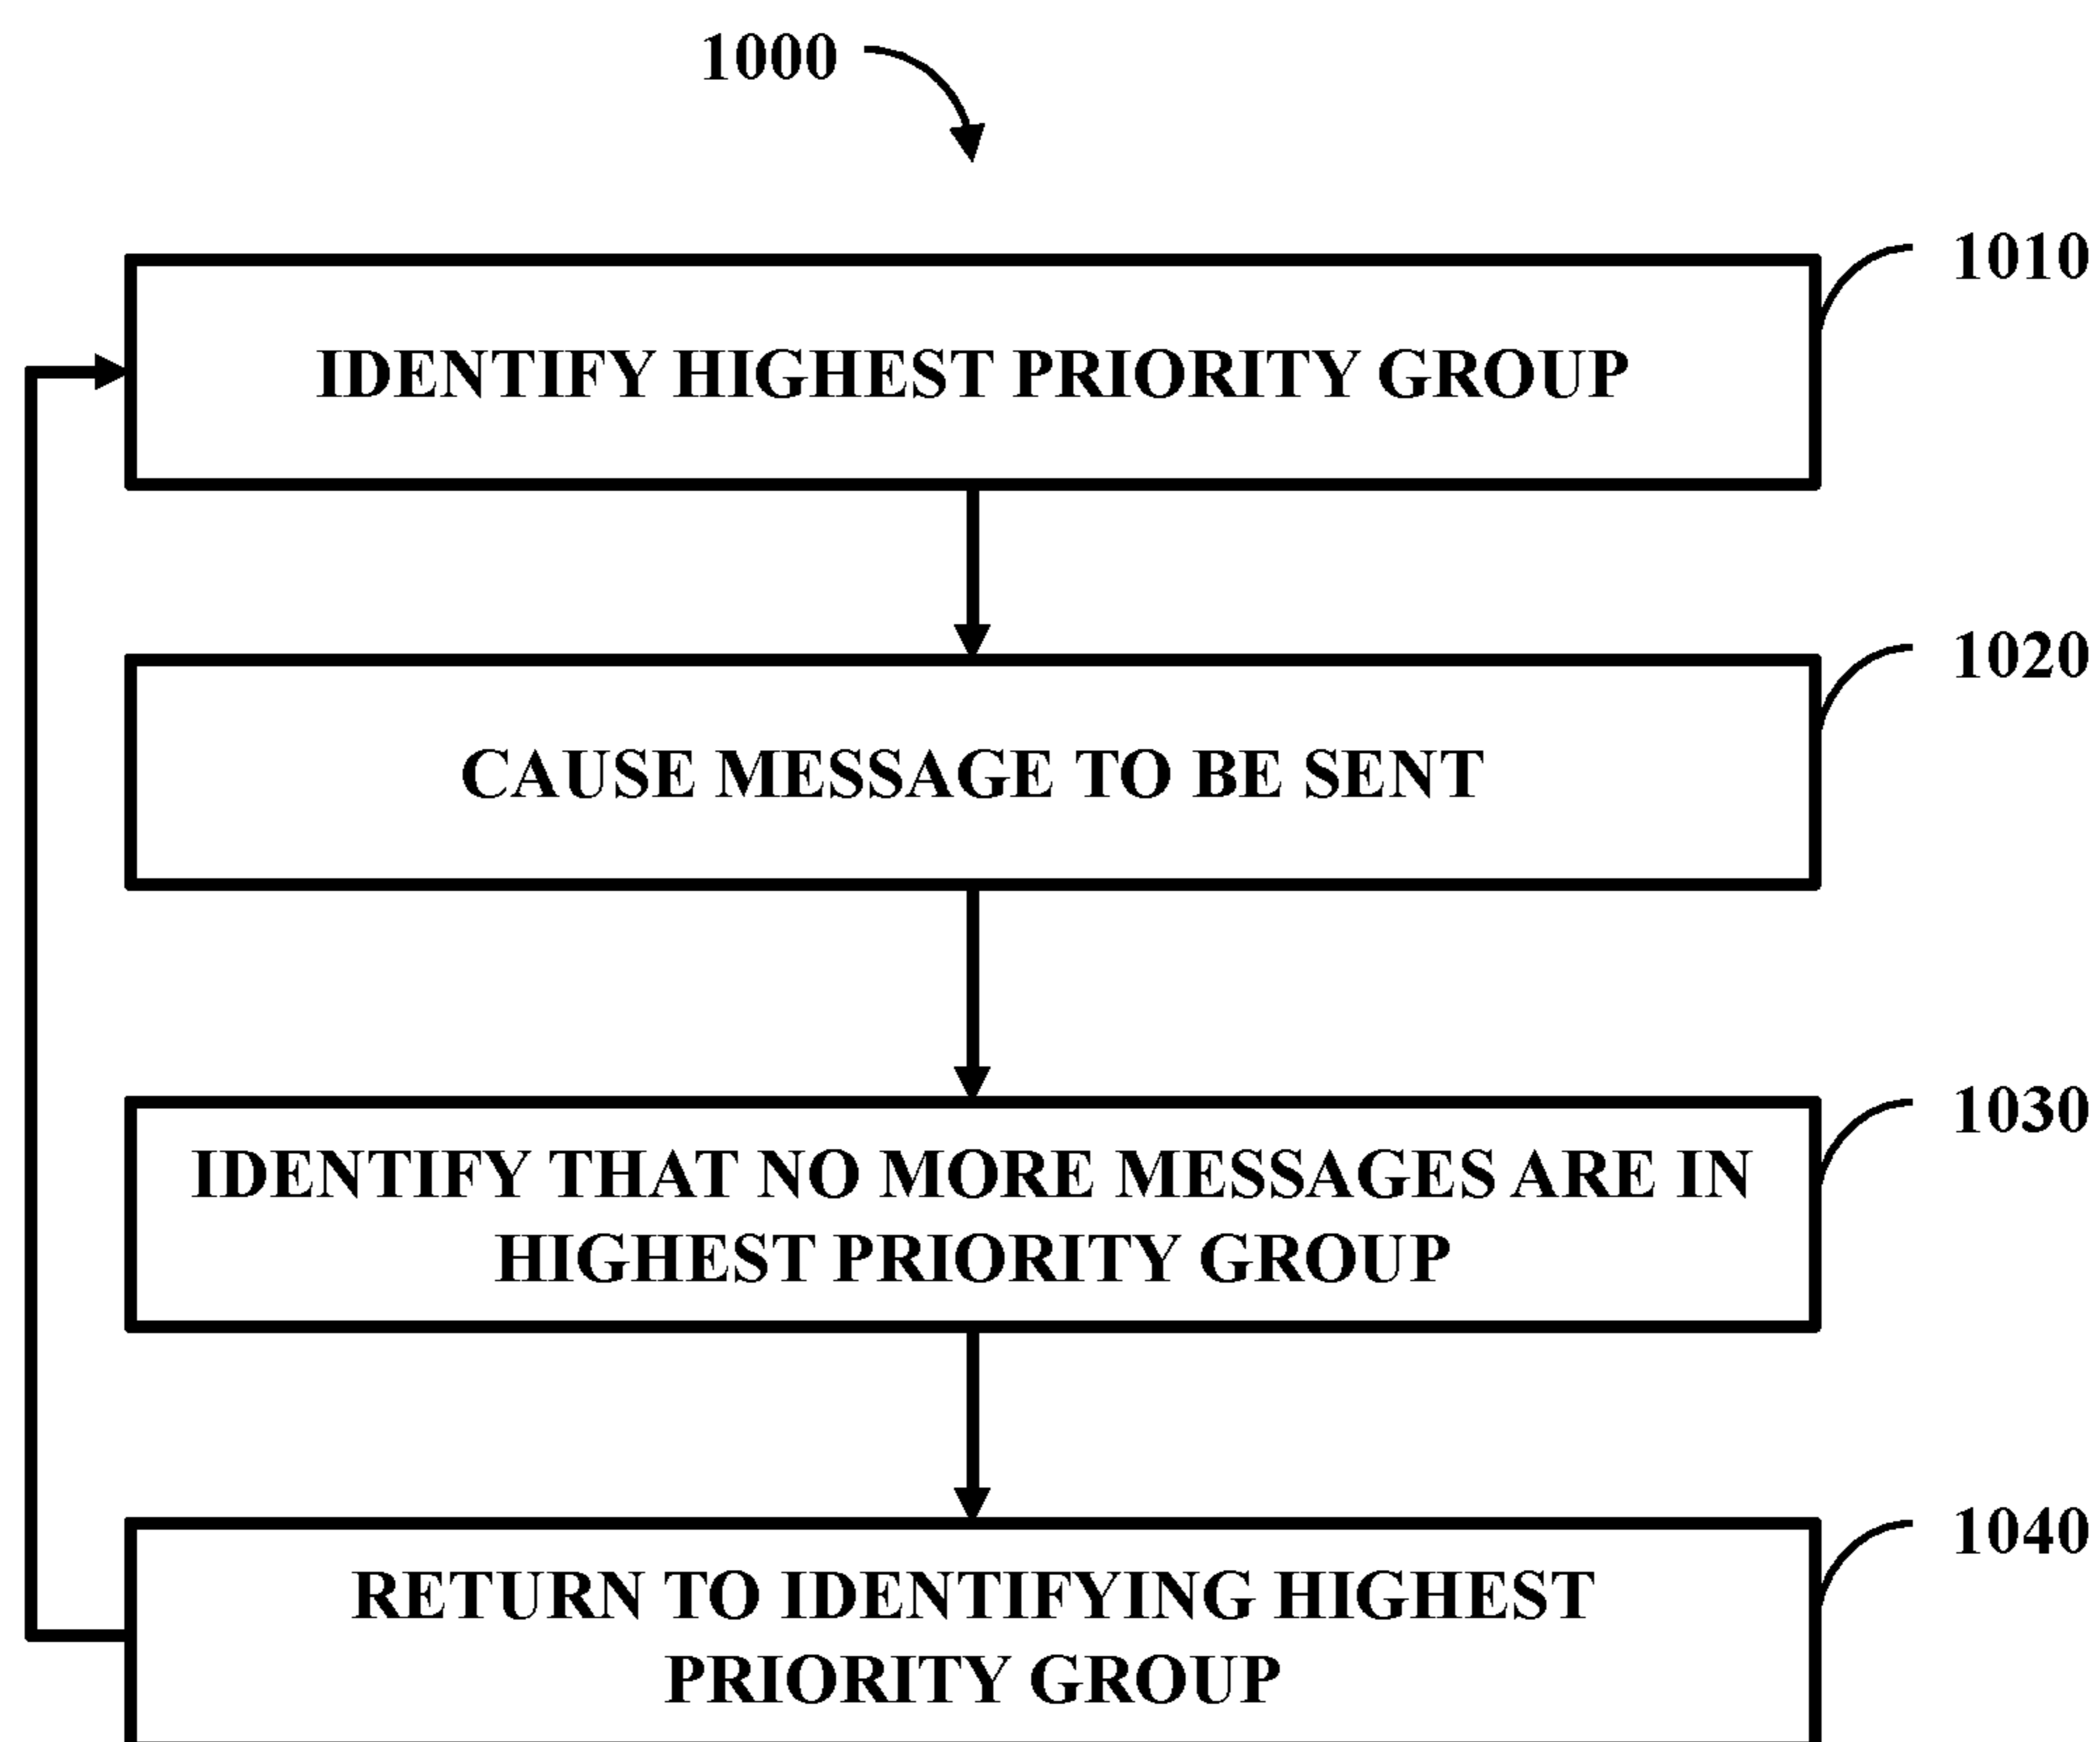 1000
1010
IDENTIFY HIGHEST PRIORITY GROUP
1020
CAUSE MESSAGE TO BE SENT
1030
IDENTIFY THAT NO MORE MESSAGES ARE IN
HIGHEST PRIORITY GROUP
1040
RETURN TO IDENTIFYING HIGHEST
PRIORITY GROUP